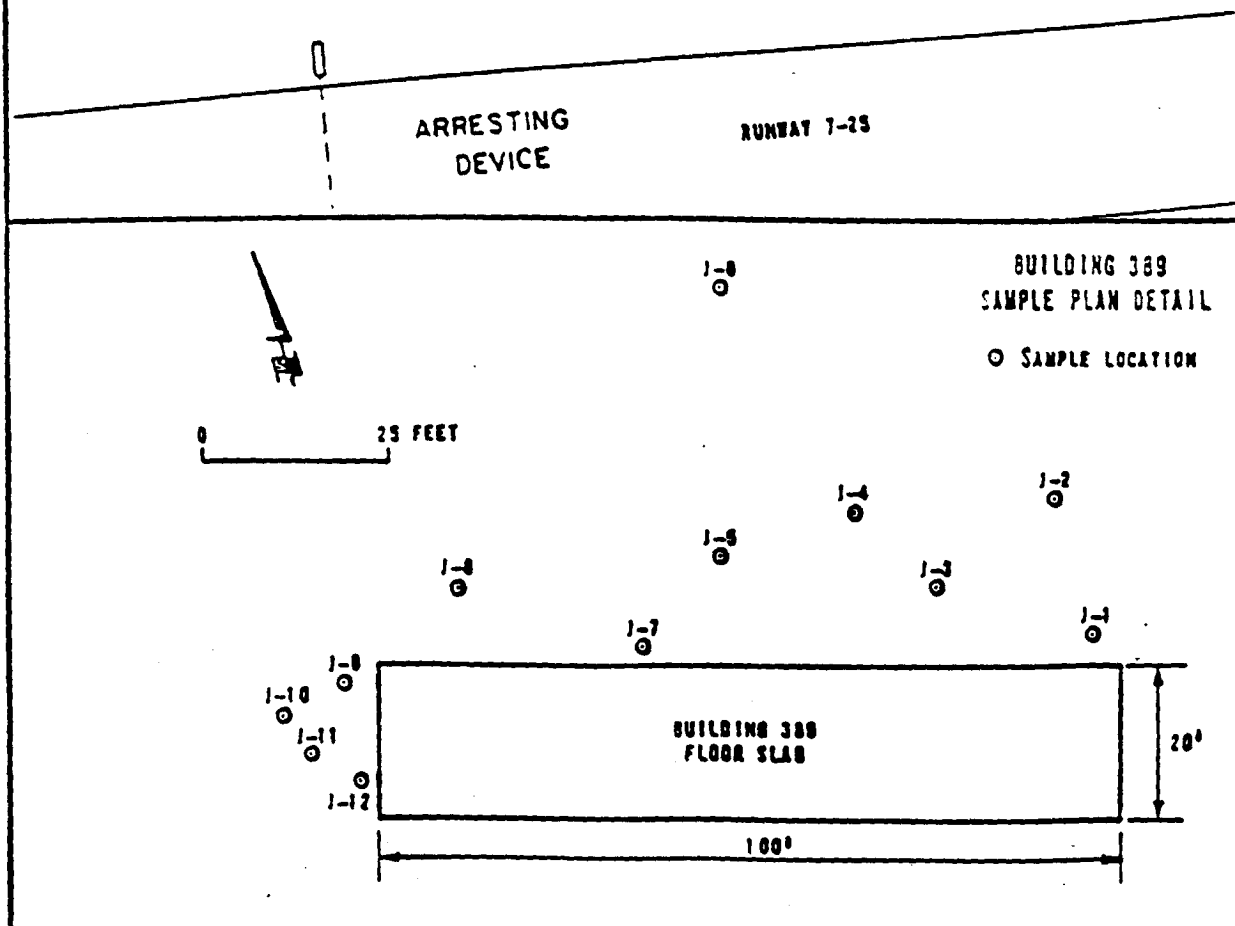 ARRESTING
DEVICE
RUNWAY 7-25
BUILDING 389
SAMPLE PLAN DETAIL
SAMPLE LOCATION
0 25 FEET
J-2
J-4
J-5
J-3
J-1
J-7
J-10
J-11
J-12
BUILDING 389
FLOOR SLAB
20'
100'